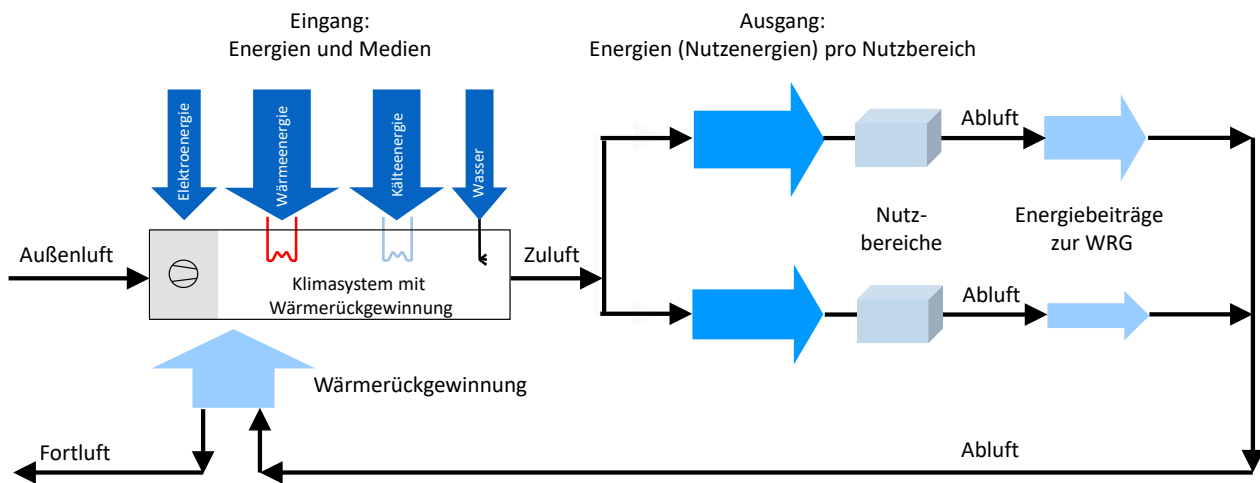 Eingang:
Energien und Medien
Ausgang:
Energien (Nutzenergien) pro Nutzbereich
Elektroenergie
Wärmeenergie
Kälteenergie
Wasser
Abluft
Außenluft
Klimasystem mit
Wärmerückgewinnung
Zuluft
Nutz-
bereiche
Energiebeiträge
zur WRG
Abluft
Wärmerückgewinnung
Fortluft
Abluft